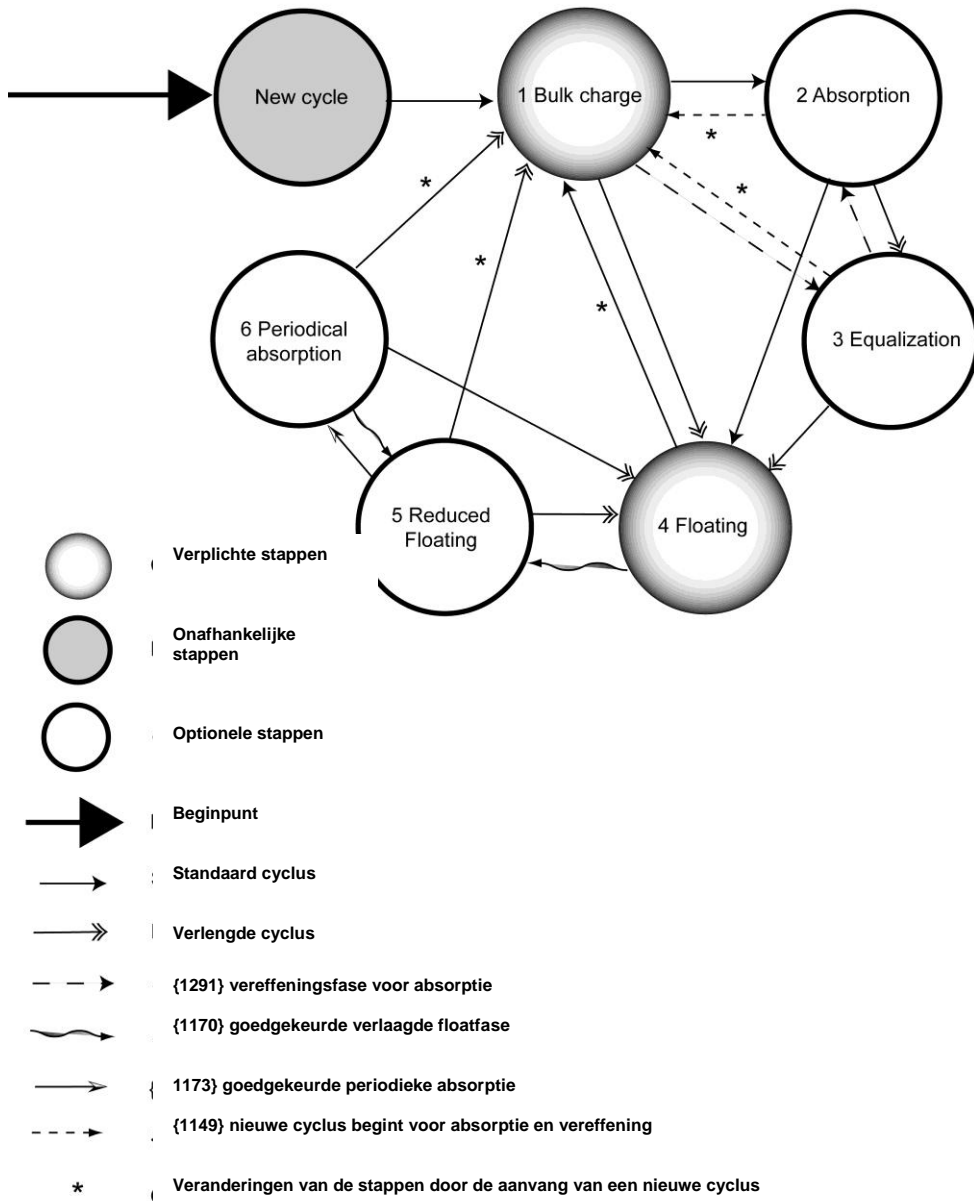 New cycle
1 Bulk charge
2 Absorption
*
*
*
*
*
6 Periodical
absorption
3 Equalization
5 Reduced
Floating
4 Floating
Verplichte stappen
Onafhankelijke
stappen
Optionele stappen
Beginpunt
Standaard cyclus
Verlengde cyclus
{1291} vereffeningsfase voor absorptie
{1170} goedgekeurde verlaagde floatfase
{ 1173} goedgekeurde periodieke absorptie
{1149} nieuwe cyclus begint voor absorptie en vereffening
* Veranderingen van de stappen door de aanvang van een nieuwe cyclus